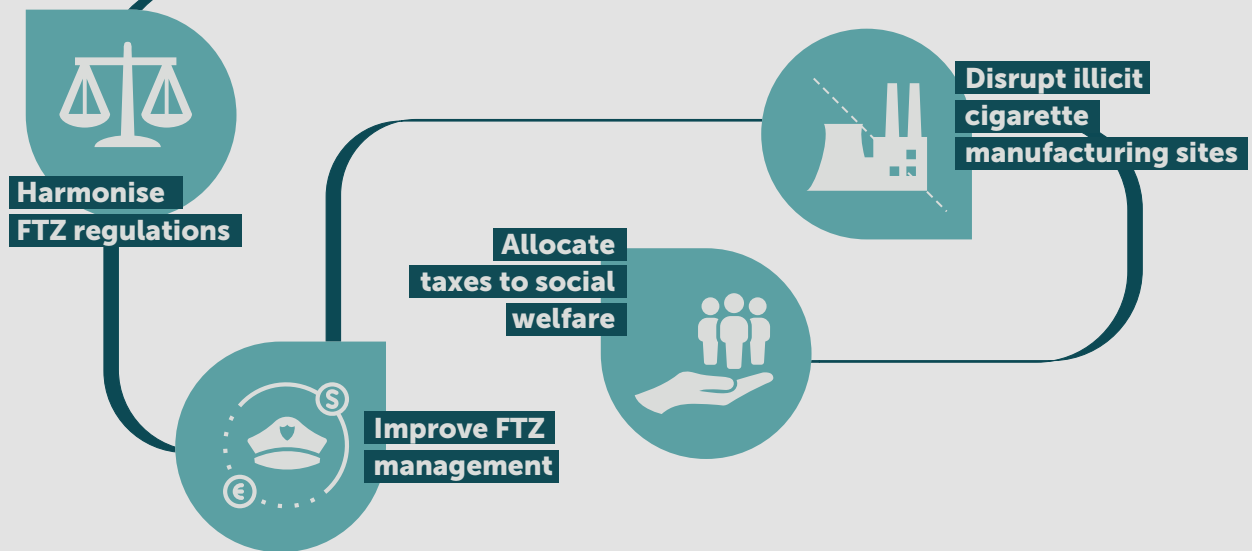 Harmonise
FTZ regulations
Improve FTZ
management
Disrupt illicit
cigarette
manufacturing sites
Allocate
taxes to social
welfare
$
€